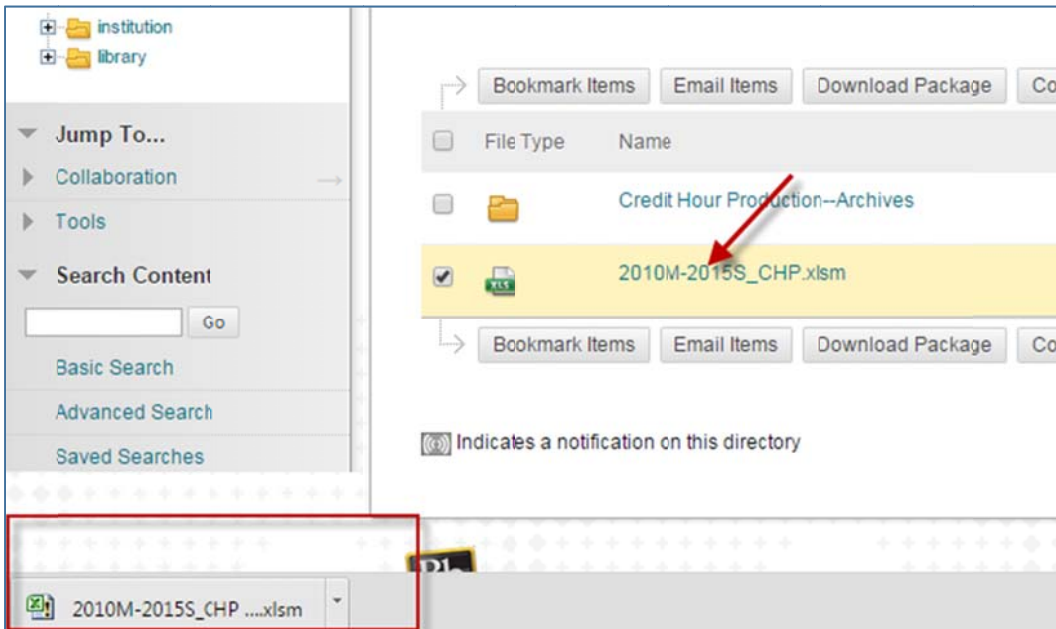 institution
library
Jump To...
Collaboration
Tools
Search Content
Go
Basic Search
Advanced Search
Saved Searches
Bookmark Items Email Items Download Package Co
File Type Name
Credit Hour Production--Archives
XLS 2010M-2015S_CHP.xlsm
Bookmark Items Email Items Download Package Co
Indicates a notification on this directory
Bb
2010M-2015S_CHP ....xlsm